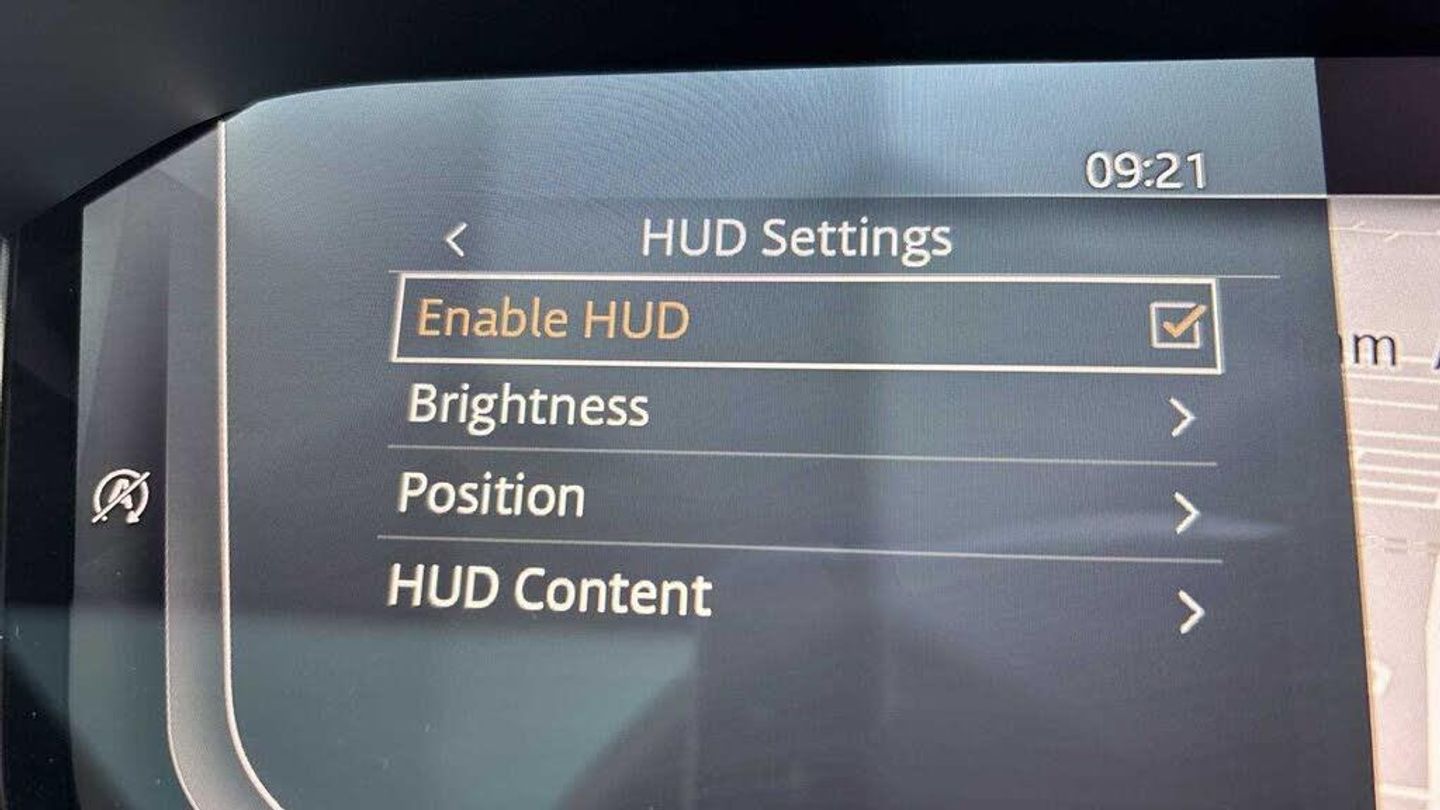 09:21
HUD Settings
Enable HUD
Brightness
Position
HUD Content